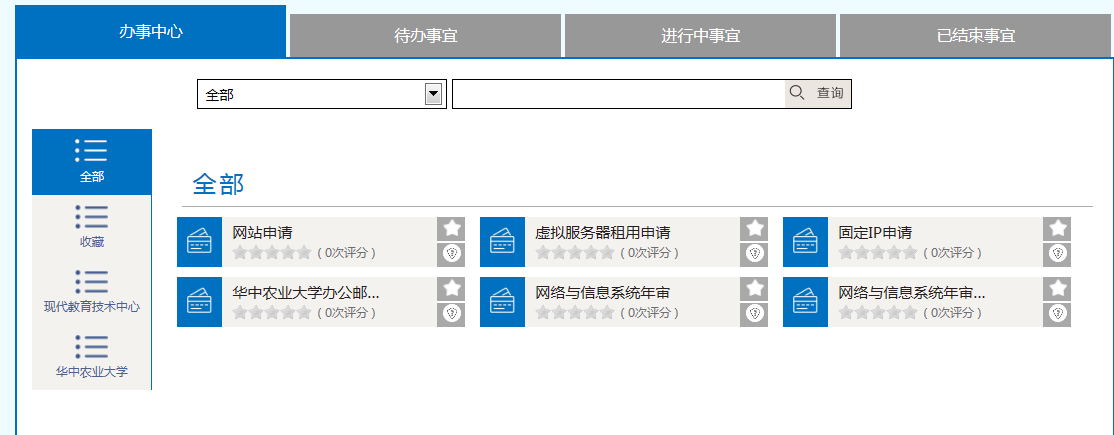 办事中心
待办事宜
进行中事宜
已结束事宜
全部
查询
全部
收藏
现代教育技术中心
华中农业大学
全部
网站申请
( 0次评分 )
虚拟服务器租用申请
( 0次评分 )
固定IP申请
( 0次评分 )
华中农业大学办公邮...
( 0次评分 )
网络与信息系统年审
( 0次评分 )
网络与信息系统年审...
( 0次评分 )